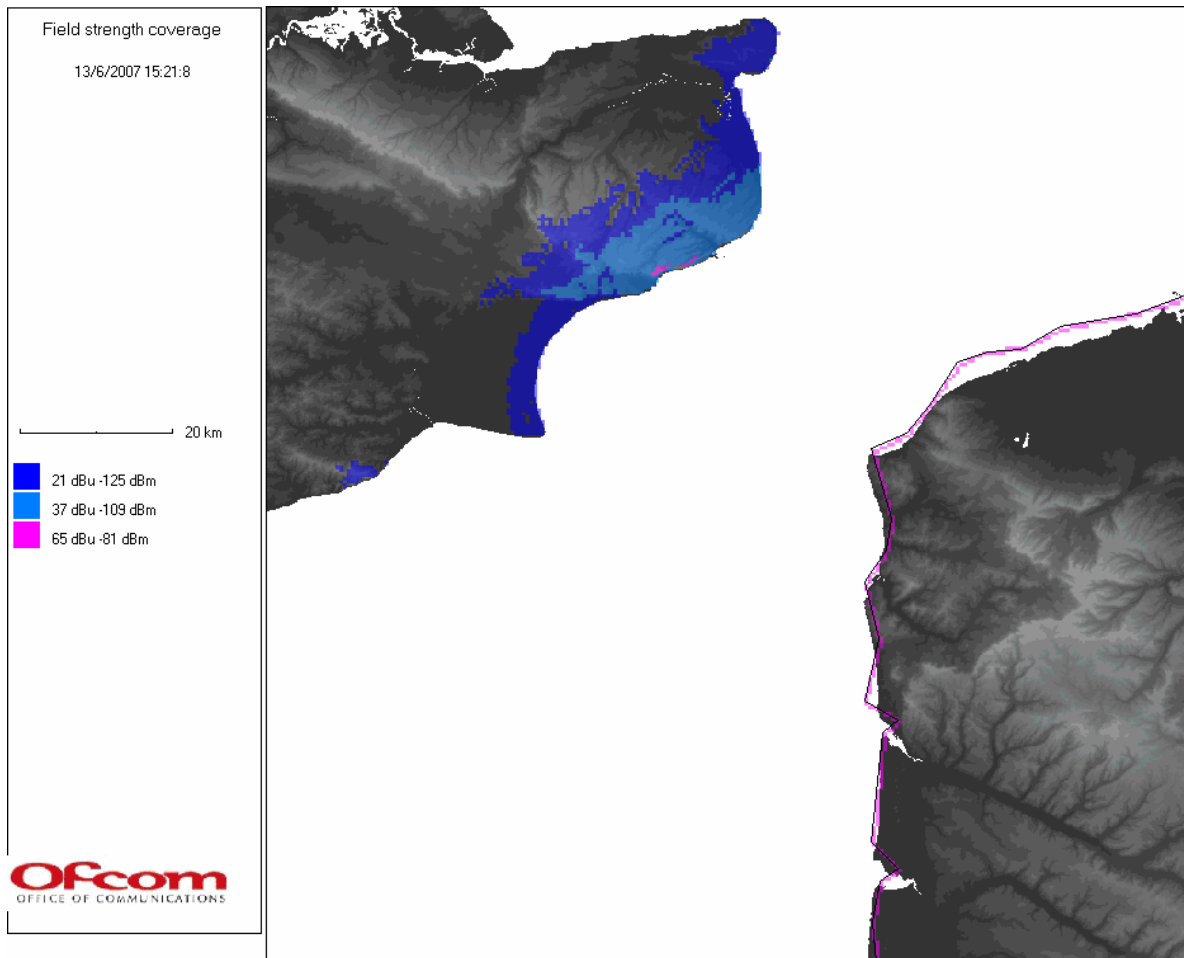 Field strength coverage
13/6/2007 15:21:8
20 km
21 dBu -125 dBm
37 dBu -109 dBm
65 dBu -81 dBm
Ofcom
OFFICE OF COMMUNICATIONS